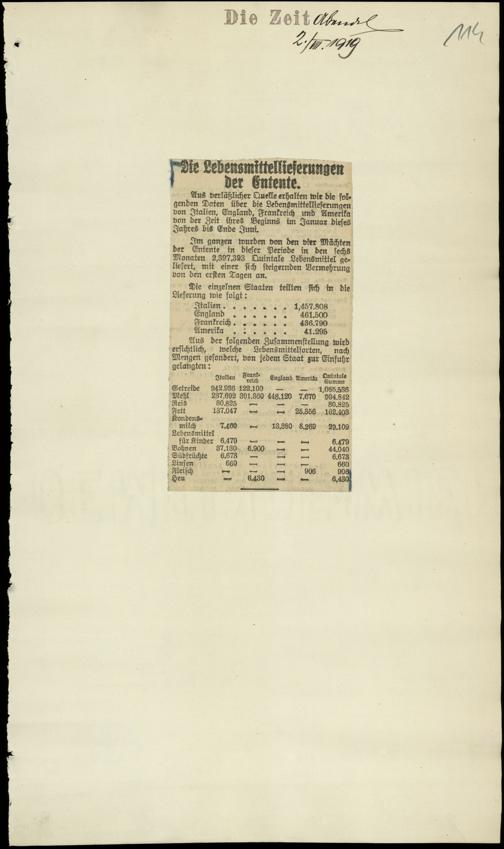 Die Zeit Abendbl
2./VII. 1919
114
Die Lebensmittellieferungen
der Entente.
Aus verläßlicher Quelle erhalten wir die fol-
genden Daten über die Lebensmittellieferungen
von Italien, England, Frankreich und Amerika
von der Zeit ihres Beginns im Januar dieses
Jahres bis Ende Juni.
Im ganzen wurden von den vier Mächten
der Entente in dieser Periode in den sechs
Monaten 2,397,393 Quintale Lebensmittel ge-
liefert, mit einer sich steigernden Vermehrung
von den ersten Tagen an.
Die einzelnen Staaten teilten sich in die
Lieferung wie folgt:
Italien . . . . . . . 1,457.808
England . . . . . . 461.500
Frankreich . . . . . . 436.790
Amerika . . . . . . 41.295
Aus der folgenden Zusammenstellung wird
ersichtlich, welche Lebensmittelsorten, nach
Mengen gesondert, von jedem Staat zur Einfuhr
gelangten:
Italien Frank-reich England Amerika Quintale Summe
Getreide 942.936 122,100 — — 1,065,036
Mehl 237,692 301,360 448,120 7,670 994,842
Reis 80,825 — — — 80,825
Fett 137,047 — — 25,356 162,403
Kondens-
milch 7.460 — 13,380 8,269 29,109
Lebensmittel
für Kinder 6,479 — — — 6,479
Bohnen 37,180 6,900 — — 44,040
Südfrüchte 6,673 — — — 6,673
Linsen 660 — — — 660
Fleisch — — — 906 906
Heu — 6,430 — — 6,430